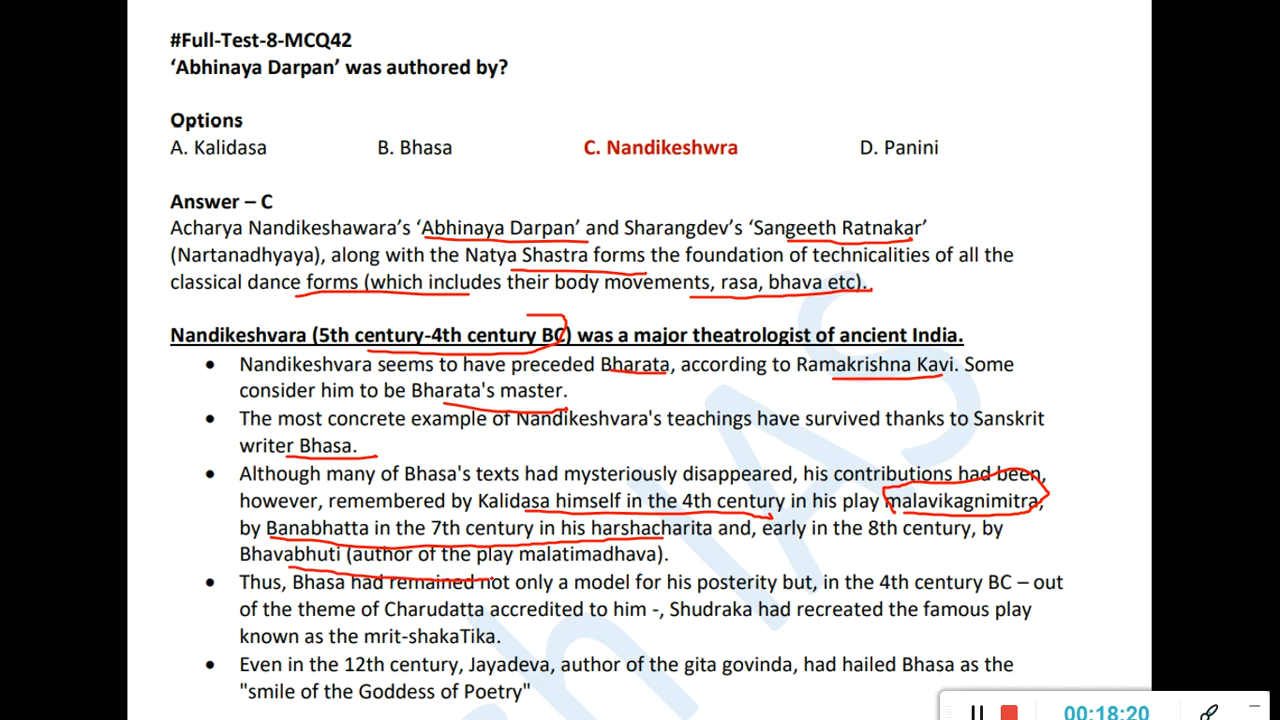 #Full-Test-8-MCQ42
‘Abhinaya Darpan’ was authored by?
Options
A. Kalidasa B. Bhasa C. Nandikeshwra D. Panini
Answer – C
Acharya Nandikeshawara’s ‘Abhinaya Darpan’ and Sharangdev’s ‘Sangeeth Ratnakar’
(Nartanadhyaya), along with the Natya Shastra forms the foundation of technicalities of all the
classical dance forms (which includes their body movements, rasa, bhava etc).
Nandikeshvara (5th century-4th century BC) was a major theatrologist of ancient India.
• Nandikeshvara seems to have preceded Bharata, according to Ramakrishna Kavi. Some
consider him to be Bharata's master.
• The most concrete example of Nandikeshvara's teachings have survived thanks to Sanskrit
writer Bhasa.
• Although many of Bhasa's texts had mysteriously disappeared, his contributions had been,
however, remembered by Kalidasa himself in the 4th century in his play malavikagnimitra,
by Banabhatta in the 7th century in his harshacharita and, early in the 8th century, by
Bhavabhuti (author of the play malatimadhava).
• Thus, Bhasa had remained not only a model for his posterity but, in the 4th century BC – out
of the theme of Charudatta accredited to him -, Shudraka had recreated the famous play
known as the mrit-shakaTika.
• Even in the 12th century, Jayadeva, author of the gita govinda, had hailed Bhasa as the
"smile of the Goddess of Poetry"
IAS
00:18:20